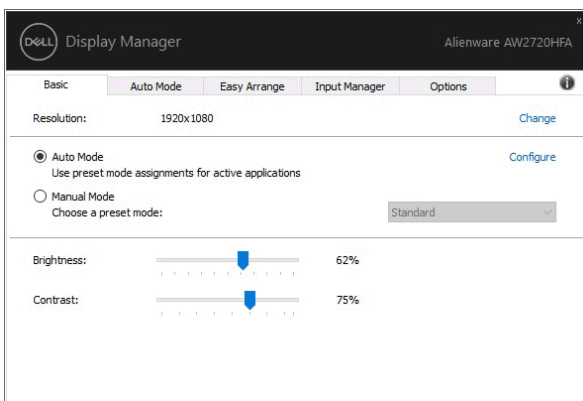 DELL Display Manager Alienware AW2720HFA
Basic Auto Mode Easy Arrange Input Manager Options
Resolution: 1920x1080 Change
Auto Mode Configure
Use preset mode assignments for active applications
Manual Mode
Choose a preset mode: Standard
Brightness: 62%
Contrast: 75%